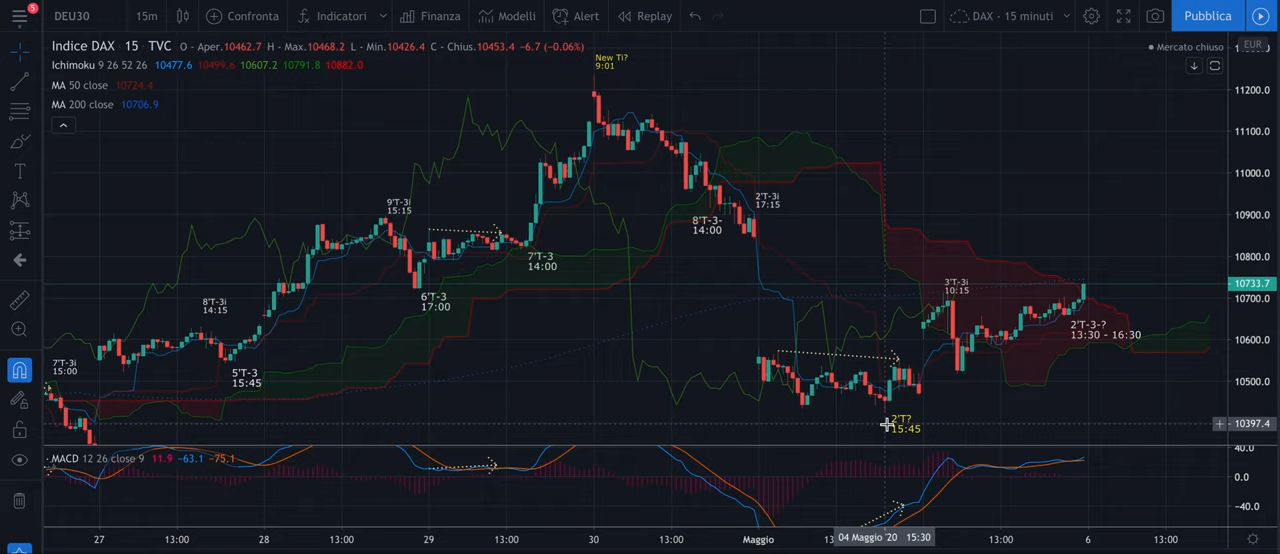 5
DEU30 15m Confronta Indicatori Finanza Modelli Alert Replay DAX - 15 minuti Pubblica
Indice DAX 15 TVC O - Aper.10462.7 H - Max.10468.2 L - Min.10426.4 C - Chius.10453.4 -6.7 (-0.06%)
Mercato chiuso
EUR
Ichimoku 9 26 52 26 10477.6 10499.6 10607.2 10791.8 10882.0
MA 50 close 10724.4
MA 200 close 10706.9
New Ti?
9:01
11200.0
11100.0
11000.0
10900.0
10800.0
10733.7
10700.0
10600.0
10500.0
10397.4
9'T-3i
15:15
2'T-3i
17:15
8'T-3-
14:00
7'T-3
14:00
6'T-3
17:00
8'T-3i
14:15
3'T-3i
10:15
2'T-3-?
13:30 - 16:30
7'T-3i
15:00
5'T-3
15:45
2'T?
15:45
MACD 12 26 close 9 11.9 -63.1 -75.1
40.0
0.0
-40.0
27 13:00 28 13:00 29 13:00 30 13:00 Maggio 04 Maggio '20 15:30 5 13:00 6 13:00